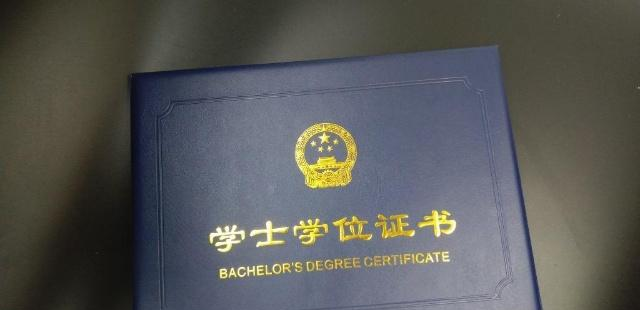 学士学位证书
BACHELOR'S DEGREE CERTIFICATE